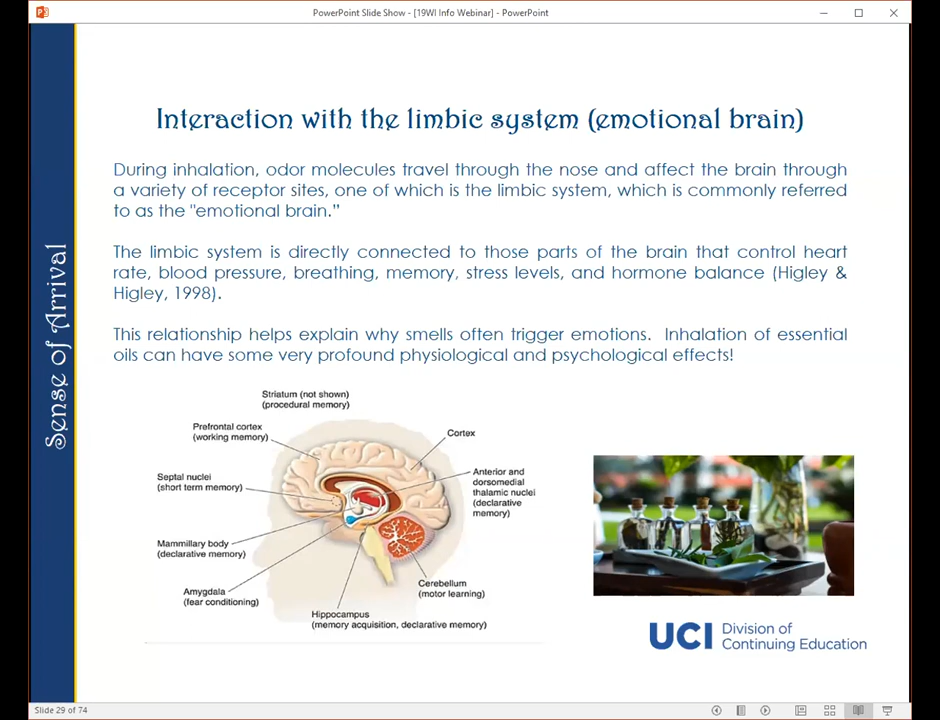 PowerPoint Slide Show - [19WI Info Webinar] - PowerPoint
Sense of Arrival
Interaction with the limbic system (emotional brain)
During inhalation, odor molecules travel through the nose and affect the brain through
a variety of receptor sites, one of which is the limbic system, which is commonly referred
to as the "emotional brain.”
The limbic system is directly connected to those parts of the brain that control heart
rate, blood pressure, breathing, memory, stress levels, and hormone balance (Higley &
Higley, 1998).
This relationship helps explain why smells often trigger emotions. Inhalation of essential
oils can have some very profound physiological and psychological effects!
Striatum (not shown)
(procedural memory)
Prefrontal cortex
(working memory)
Cortex
Septal nuclei
(short term memory)
Anterior and
dorsomedial
thalamic nuclei
(declarative
memory)
Mammillary body
(declarative memory)
Amygdala
(fear conditioning)
Cerebellum
(motor learning)
Hippocampus
(memory acquisition, declarative memory)
UCI Division of
Continuing Education
Slide 29 of 74